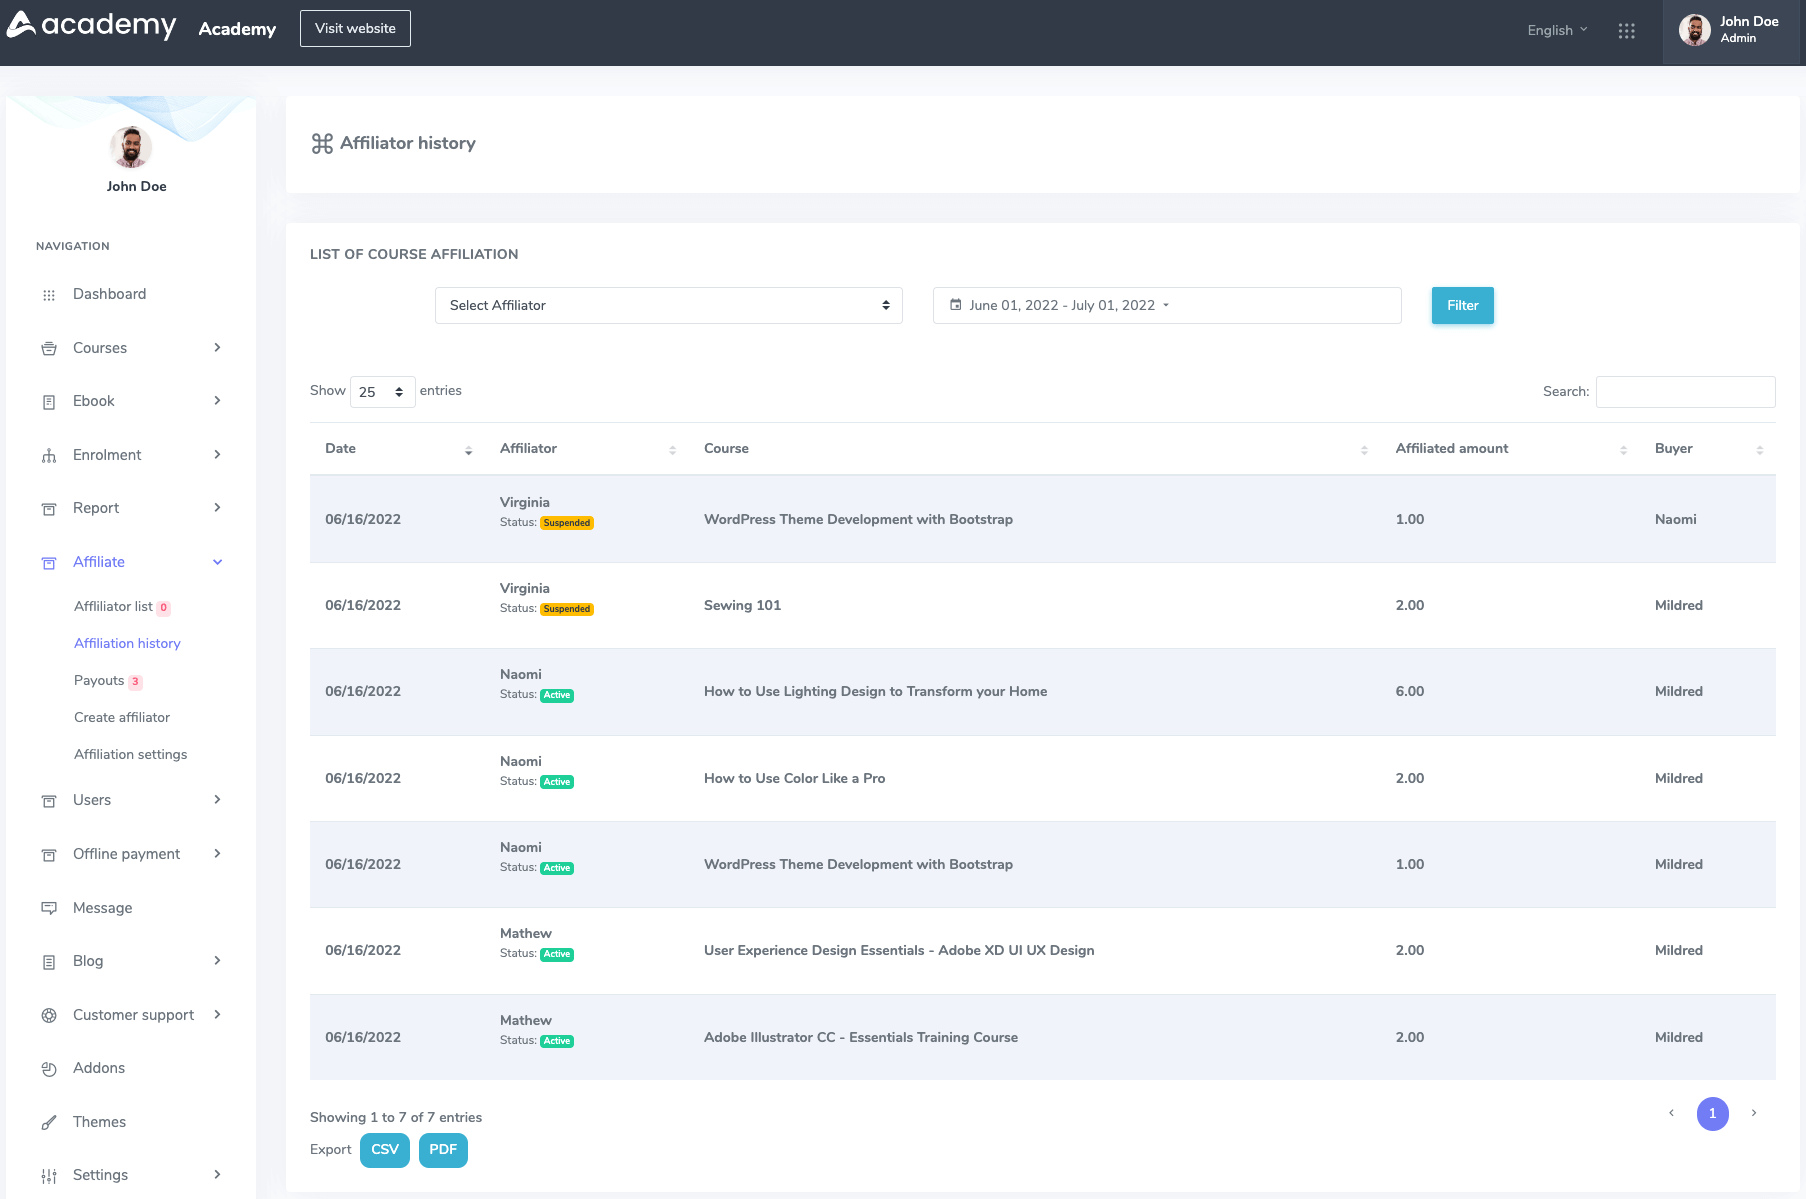 academy
Academy
Visit website
English
John Doe
Admin
John Doe
NAVIGATION
Dashboard
Courses
Ebook
Enrolment
Report
Affiliate
Affliliator list 0
Affiliation history
Payouts 3
Create affiliator
Affiliation settings
Users
Offline payment
Message
Blog
Customer support
Addons
Themes
Settings
Affiliator history
LIST OF COURSE AFFILIATION
Select Affiliator
June 01, 2022 - July 01, 2022
Filter
Show 25 entries
Search:
Date Affiliator Course Affiliated amount Buyer
06/16/2022 Virginia WordPress Theme Development with Bootstrap 1.00 Naomi
Status: Suspended
06/16/2022 Virginia Sewing 101 2.00 Mildred
Status: Suspended
06/16/2022 Naomi How to Use Lighting Design to Transform your Home 6.00 Mildred
Status: Active
06/16/2022 Naomi How to Use Color Like a Pro 2.00 Mildred
Status: Active
06/16/2022 Naomi WordPress Theme Development with Bootstrap 1.00 Mildred
Status: Active
06/16/2022 Mathew User Experience Design Essentials - Adobe XD UI UX Design 2.00 Mildred
Status: Active
06/16/2022 Mathew Adobe Illustrator CC - Essentials Training Course 2.00 Mildred
Status: Active
Showing 1 to 7 of 7 entries
1
Export CSV PDF